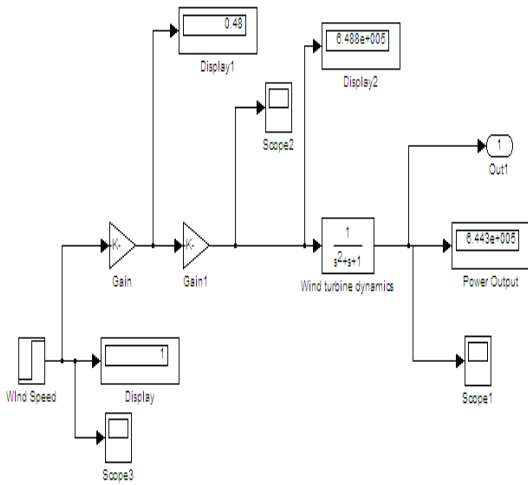 0.48
Display1
6.488e+005
Display2
Scope2
1
Out1
K-
Gain
K-
Gain1
1
s2+s+1
Wind turbine dynamics
6.443e+005
Power Output
WInd Speed
1
Display
Scope3
Scope1